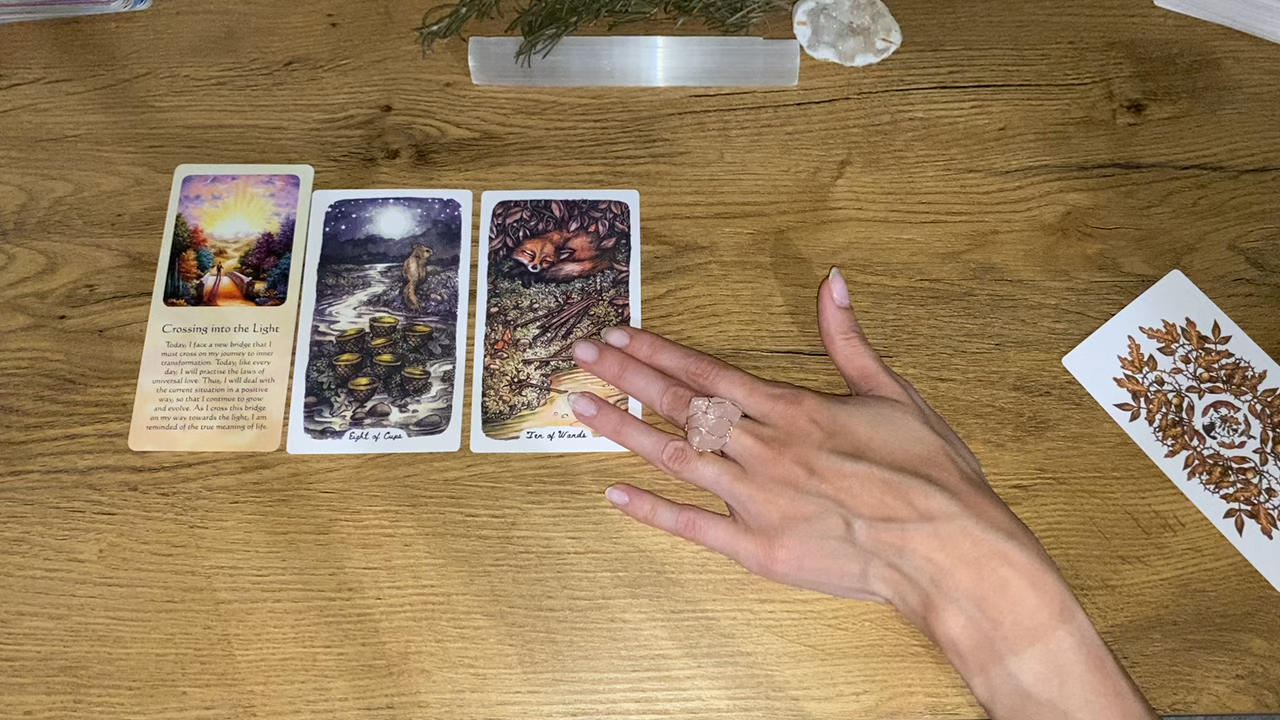 Crossing into the Light
Today, I face a new bridge that I
must cross on my journey to inner
transformation. Today, like every
day, I will practise the laws of
universal love. Thus, I will deal with
the current situation in a positive
way, so that I continue to grow
and evolve. As I cross this bridge
on my way towards the light, I am
reminded of the true meaning of life.
Eight of Cups
Ten of Wands